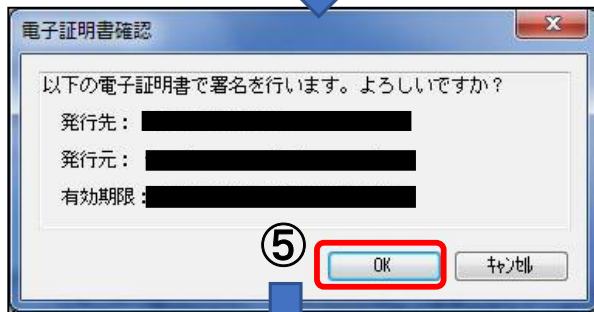 電子証明書確認
以下の電子証明書で署名を行います。よろしいですか？
発行先：
発行元：
有効期限：
⑤
OK
ｷｬﾝｾﾙ